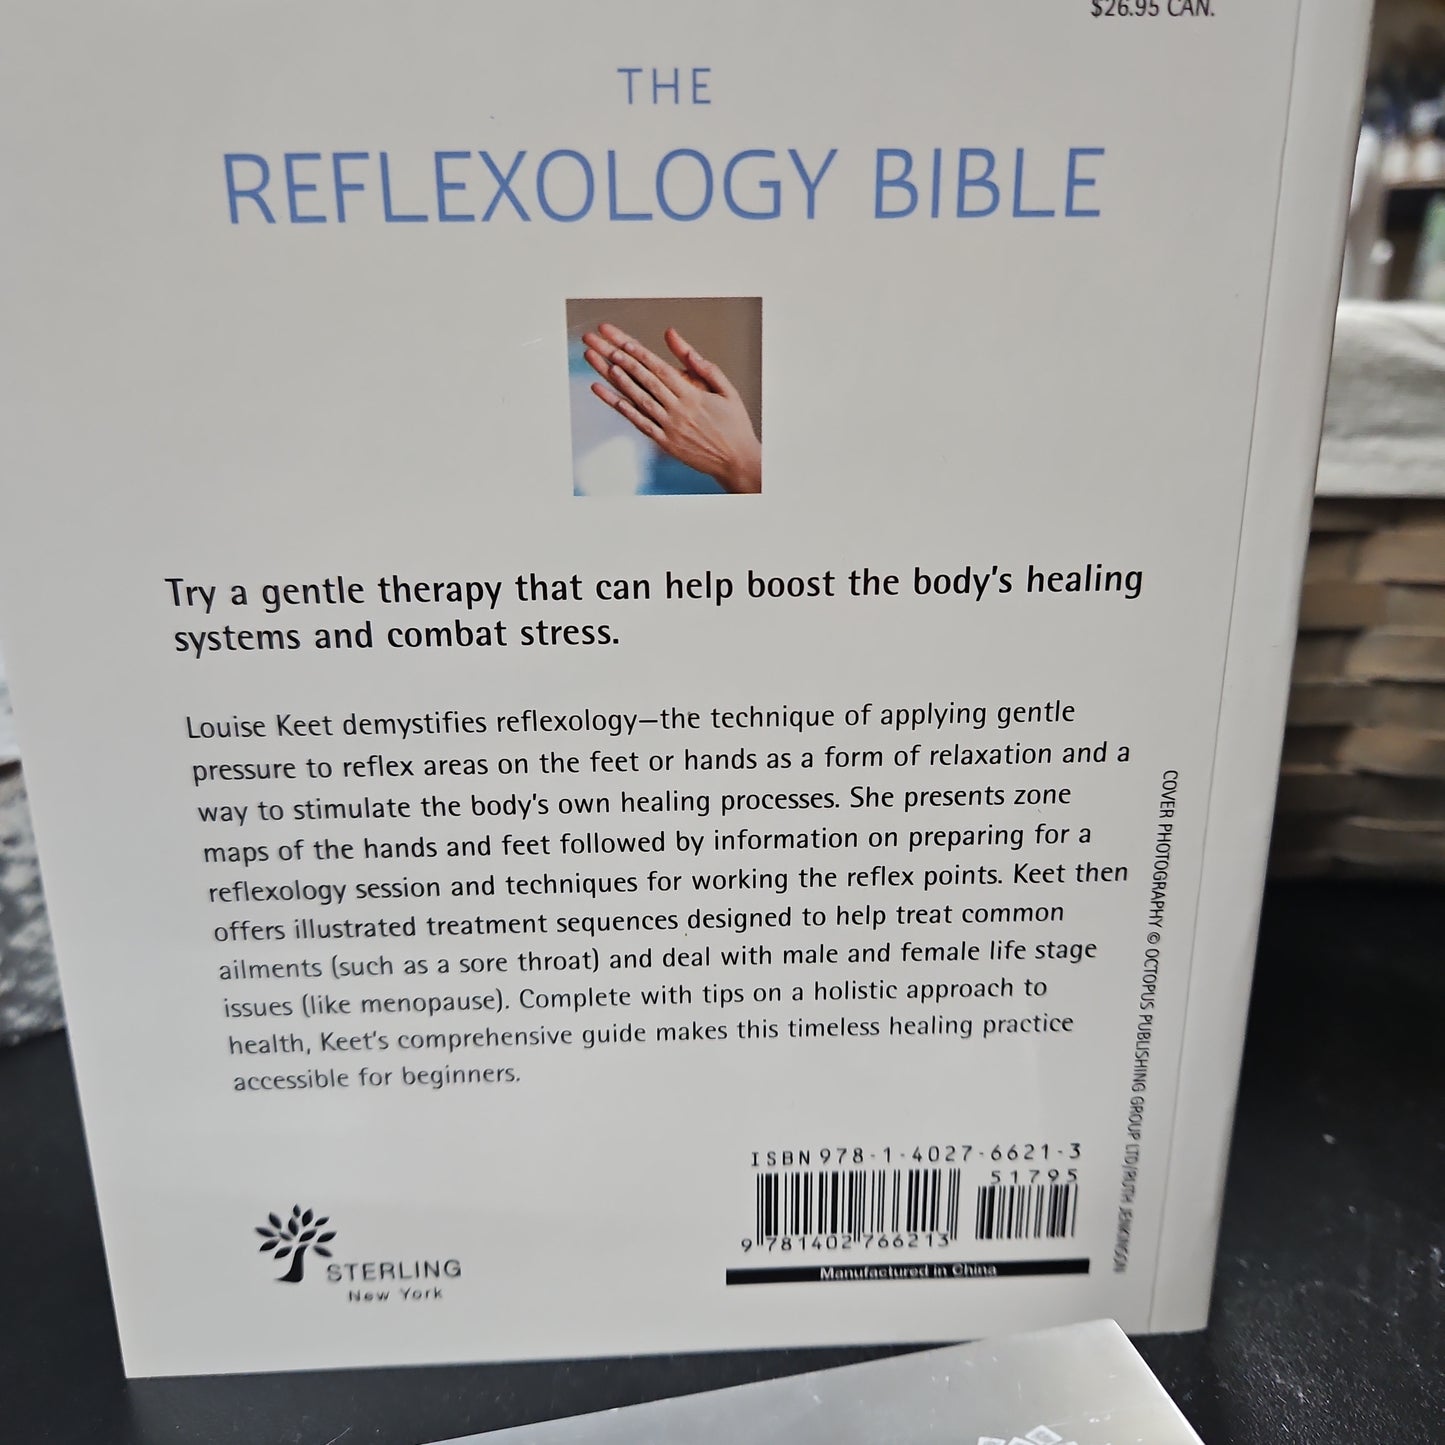 $26.95 CAN.
THE
REFLEXOLOGY BIBLE
Try a gentle therapy that can help boost the body's healing
systems and combat stress.
Louise Keet demystifies reflexology—the technique of applying gentle
pressure to reflex areas on the feet or hands as a form of relaxation and a
way to stimulate the body's own healing processes. She presents zone
maps of the hands and feet followed by information on preparing for a
reflexology session and techniques for working the reflex points. Keet then
offers illustrated treatment sequences designed to help treat common
ailments (such as a sore throat) and deal with male and female life stage
issues (like menopause). Complete with tips on a holistic approach to
health, Keet's comprehensive guide makes this timeless healing practice
accessible for beginners.
COVER PHOTOGRAPHY © OCTOPUS PUBLISHING GROUP LTD/RUTH JENKINSON
ISBN 978-1-4027-6621-3
51795
9 781402 766213
Manufactured in China
STERLING
New York